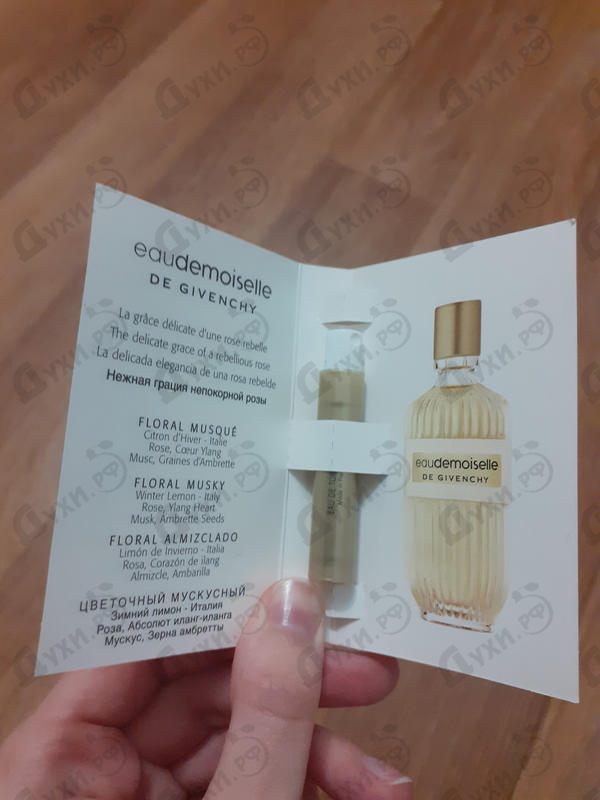 eaudemoiselle
DE GIVENCHY
La grâce délicate d'une rose rebelle
The delicate grace of a rebellious rose
La delicada elegancia de una rosa rebelde
Нежная грация непокорной розы
FLORAL MUSQUÉ
Citron d'Hiver - Italie
Rose, Cœur Ylang
Musc, Graines d'Ambrette
FLORAL MUSKY
Winter Lemon - Italy
Rose, Ylang Heart
Musk, Ambrette Seeds
FLORAL ALMIZCLADO
Limón de Invierno - Italia
Rosa, Corazón de ilang
Almizcle, Ambarilla
ЦВЕТОЧНЫЙ МУСКУСНЫЙ
Зимний лимон - Италия
Роза, Абсолют иланг-иланга
Мускус, Зерна амбретты
EAU DE
Made in
eaudemoiselle
DE GIVENCHY
Духи.РФ